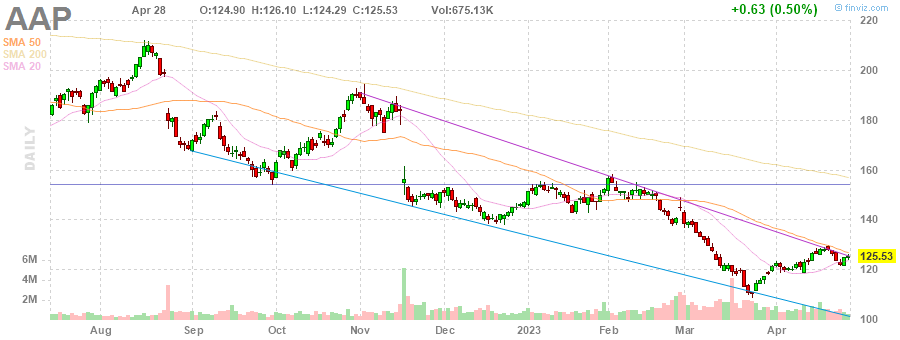 AAP Apr 28 O:124.90 H:126.10 L:124.29 C:125.53 Vol:675.13K +0.63 (0.50%) @ finviz.com
SMA 50
SMA 200
SMA 20
DAILY
220
200
180
160
140
125.53
120
100
6M
4M
2M
Aug Sep Oct Nov Dec 2023 Feb Mar Apr